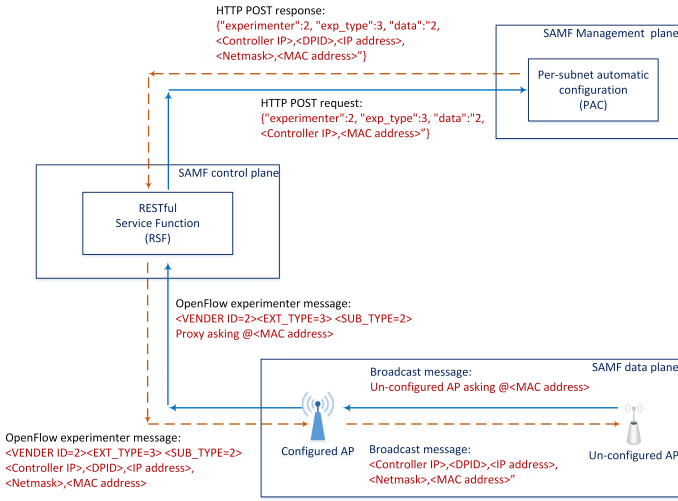 HTTP POST response:
{"experimenter":2, "exp_type":3, "data":"2,
<Controller IP>,<DPID>,<IP address>,
<Netmask>,<MAC address>”}
SAMF Management plane
Per-subnet automatic
configuration
(PAC)
HTTP POST request:
{"experimenter":2, "exp_type":3, "data":"2,
<Controller IP>,<MAC address>”}
SAMF control plane
RESTful
Service Function
(RSF)
OpenFlow experimenter message:
<VENDER ID=2><EXT_TYPE=3> <SUB_TYPE=2>
Proxy asking @<MAC address>
SAMF data plane
Broadcast message:
Un-configured AP asking @<MAC address>
Configured AP
Un-configured AP
Broadcast message:
<Controller IP>,<DPID>,<IP address>,
<Netmask>,<MAC address>”
OpenFlow experimenter message:
<VENDER ID=2><EXT_TYPE=3> <SUB_TYPE=2>
<Controller IP>,<DPID>,<IP address>,
<Netmask>,<MAC address>